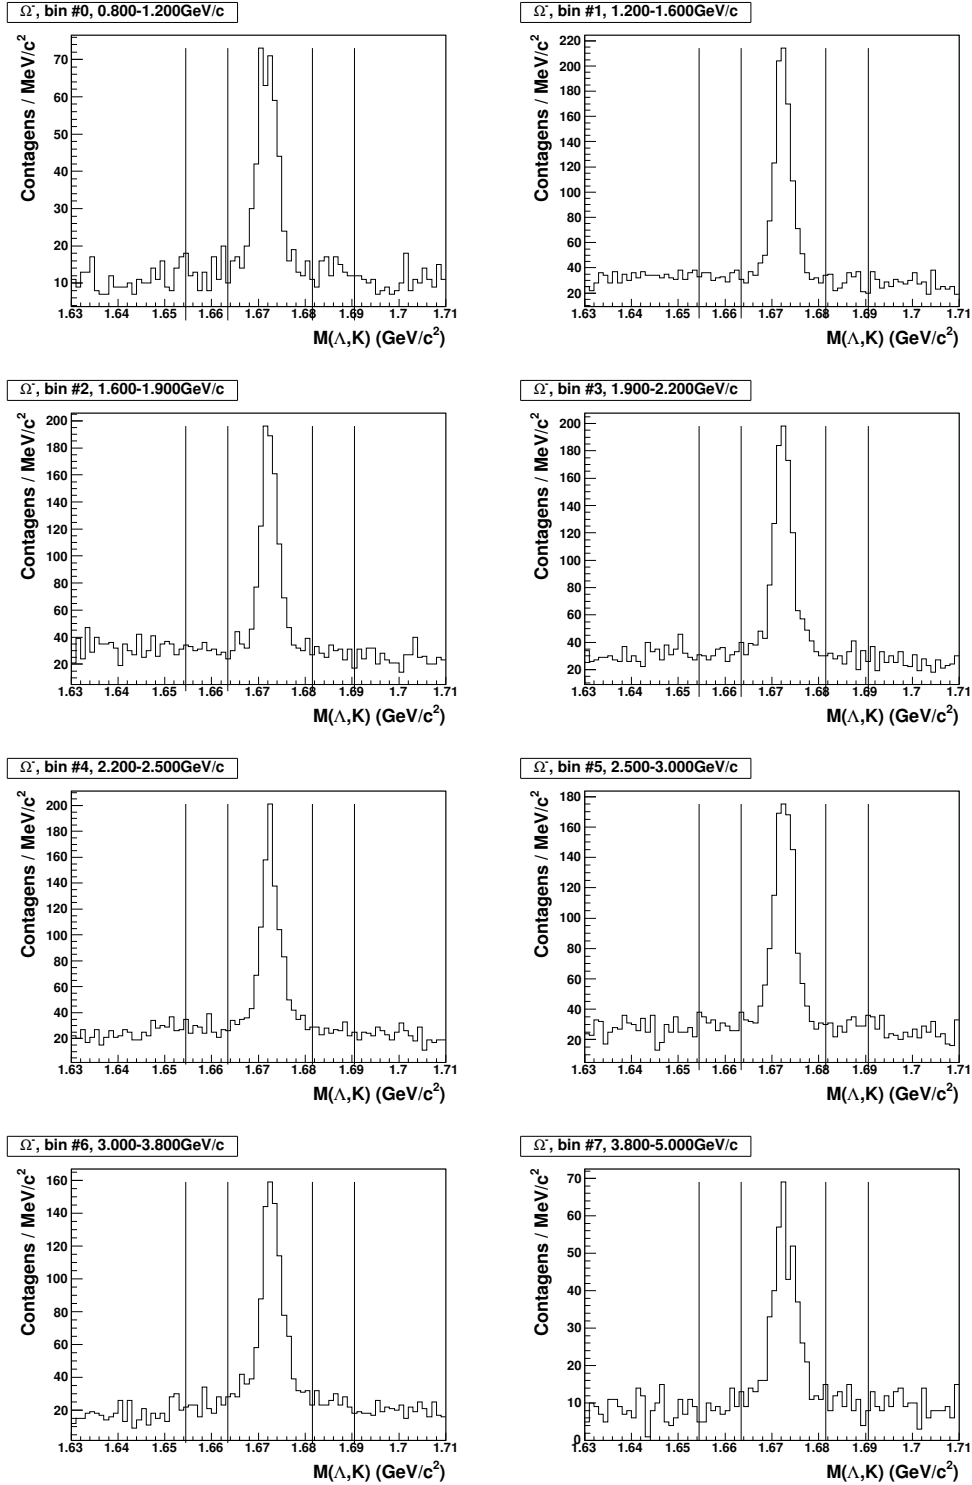 Ω⁻, bin #0, 0.800-1.200GeV/c
Contagens / MeV/c²
70
60
50
40
30
20
10
1.63 1.64 1.65 1.66 1.67 1.68 1.69 1.7 1.71
M(Λ,K) (GeV/c²)
Ω⁻, bin #1, 1.200-1.600GeV/c
Contagens / MeV/c²
220
200
180
160
140
120
100
80
60
40
20
1.63 1.64 1.65 1.66 1.67 1.68 1.69 1.7 1.71
M(Λ,K) (GeV/c²)
Ω⁻, bin #2, 1.600-1.900GeV/c
Contagens / MeV/c²
200
180
160
140
120
100
80
60
40
20
1.63 1.64 1.65 1.66 1.67 1.68 1.69 1.7 1.71
M(Λ,K) (GeV/c²)
Ω⁻, bin #3, 1.900-2.200GeV/c
Contagens / MeV/c²
200
180
160
140
120
100
80
60
40
20
1.63 1.64 1.65 1.66 1.67 1.68 1.69 1.7 1.71
M(Λ,K) (GeV/c²)
Ω⁻, bin #4, 2.200-2.500GeV/c
Contagens / MeV/c²
200
180
160
140
120
100
80
60
40
20
1.63 1.64 1.65 1.66 1.67 1.68 1.69 1.7 1.71
M(Λ,K) (GeV/c²)
Ω⁻, bin #5, 2.500-3.000GeV/c
Contagens / MeV/c²
180
160
140
120
100
80
60
40
20
1.63 1.64 1.65 1.66 1.67 1.68 1.69 1.7 1.71
M(Λ,K) (GeV/c²)
Ω⁻, bin #6, 3.000-3.800GeV/c
Contagens / MeV/c²
160
140
120
100
80
60
40
20
1.63 1.64 1.65 1.66 1.67 1.68 1.69 1.7 1.71
M(Λ,K) (GeV/c²)
Ω⁻, bin #7, 3.800-5.000GeV/c
Contagens / MeV/c²
70
60
50
40
30
20
10
0
1.63 1.64 1.65 1.66 1.67 1.68 1.69 1.7 1.71
M(Λ,K) (GeV/c²)